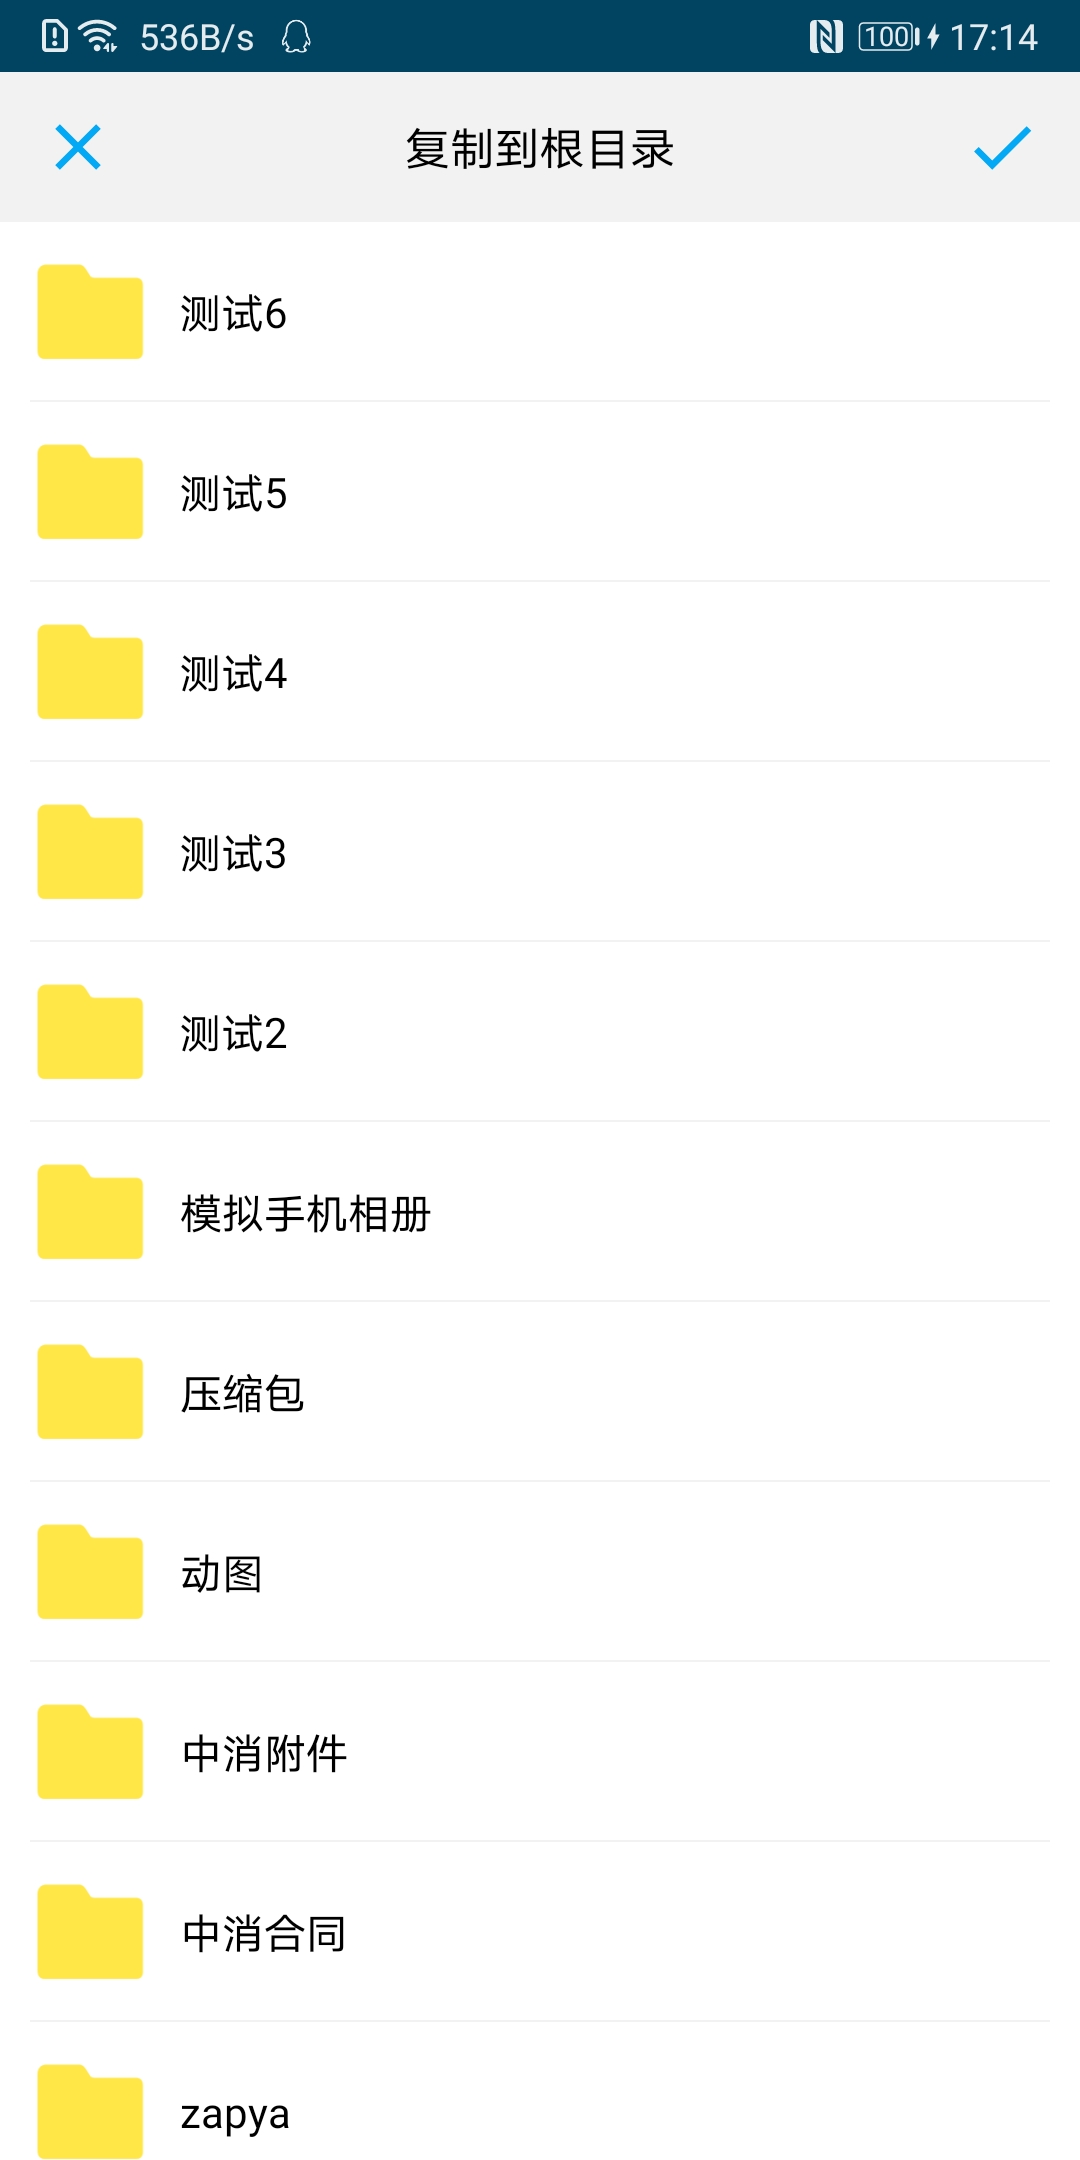 536B/s
100
17:14
复制到根目录
测试6
测试5
测试4
测试3
测试2
模拟手机相册
压缩包
动图
中消附件
中消合同
zapya